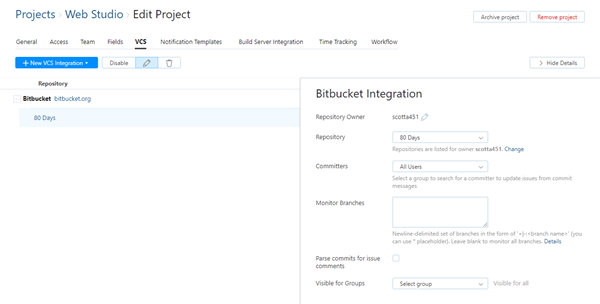 Projects › Web Studio › Edit Project
Archive project
Remove project
General Access Team Fields VCS Notification Templates Build Server Integration Time Tracking Workflow
+ New VCS Integration
Disable
Hide Details
Repository
Bitbucket bitbucket.org
80 Days
Bitbucket Integration
Repository Owner scotta451
Repository 80 Days
Repositories are listed for owner scotta451. Change
Committers All Users
Select a group to search for a committer to update issues from commit
messages
Monitor Branches
Newline-delimited set of branches in the form of '+|-:<branch name>' (you
can use * placeholder). Leave blank to monitor all branches. Details
Parse commits for issue
comments
Visible for Groups Select group Visible for all